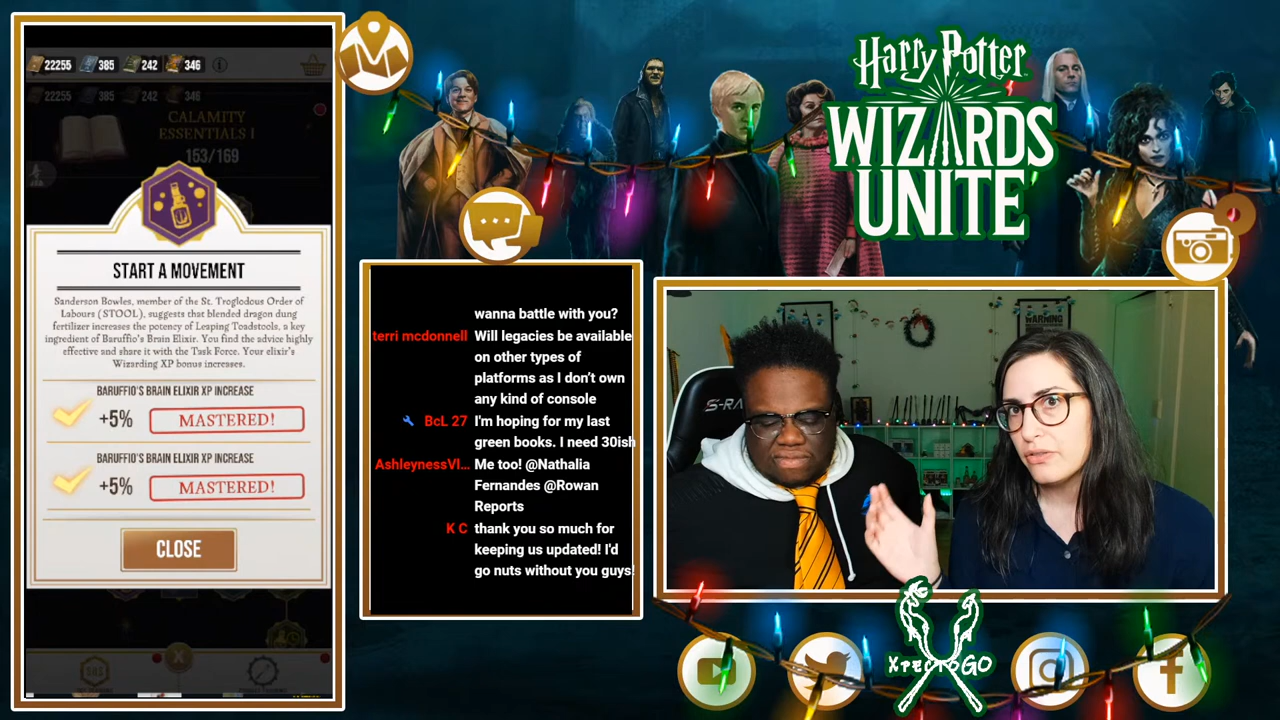 22255 385 242 346
22255 385 242 346
CALAMITY
ESSENTIALS I
153/169
START A MOVEMENT
Sanderson Bowles, member of the St. Troglodous Order of
Labours (STOOL), suggests that blended dragon dung
fertilizer increases the potency of Leaping Toadstools, a key
ingredient of Baruffio's Brain Elixir. You find the advice highly
effective and share it with the Task Force. Your elixir's
Wizarding XP bonus increases.
BARUFFIO'S BRAIN ELIXIR XP INCREASE
+5% MASTERED!
BARUFFIO'S BRAIN ELIXIR XP INCREASE
+5% MASTERED!
CLOSE
X
wanna battle with you?
terri mcdonnell Will legacies be available
on other types of
platforms as I don't own
any kind of console
BcL 27 I'm hoping for my last
green books. I need 30ish
AshleynessVI... Me too! @Nathalia
Fernandes @Rowan
Reports
K C thank you so much for
keeping us updated! I'd
go nuts without you guys!
Harry Potter
WIZARDS
UNITE
WARNING
S-RA
XPECTOGO